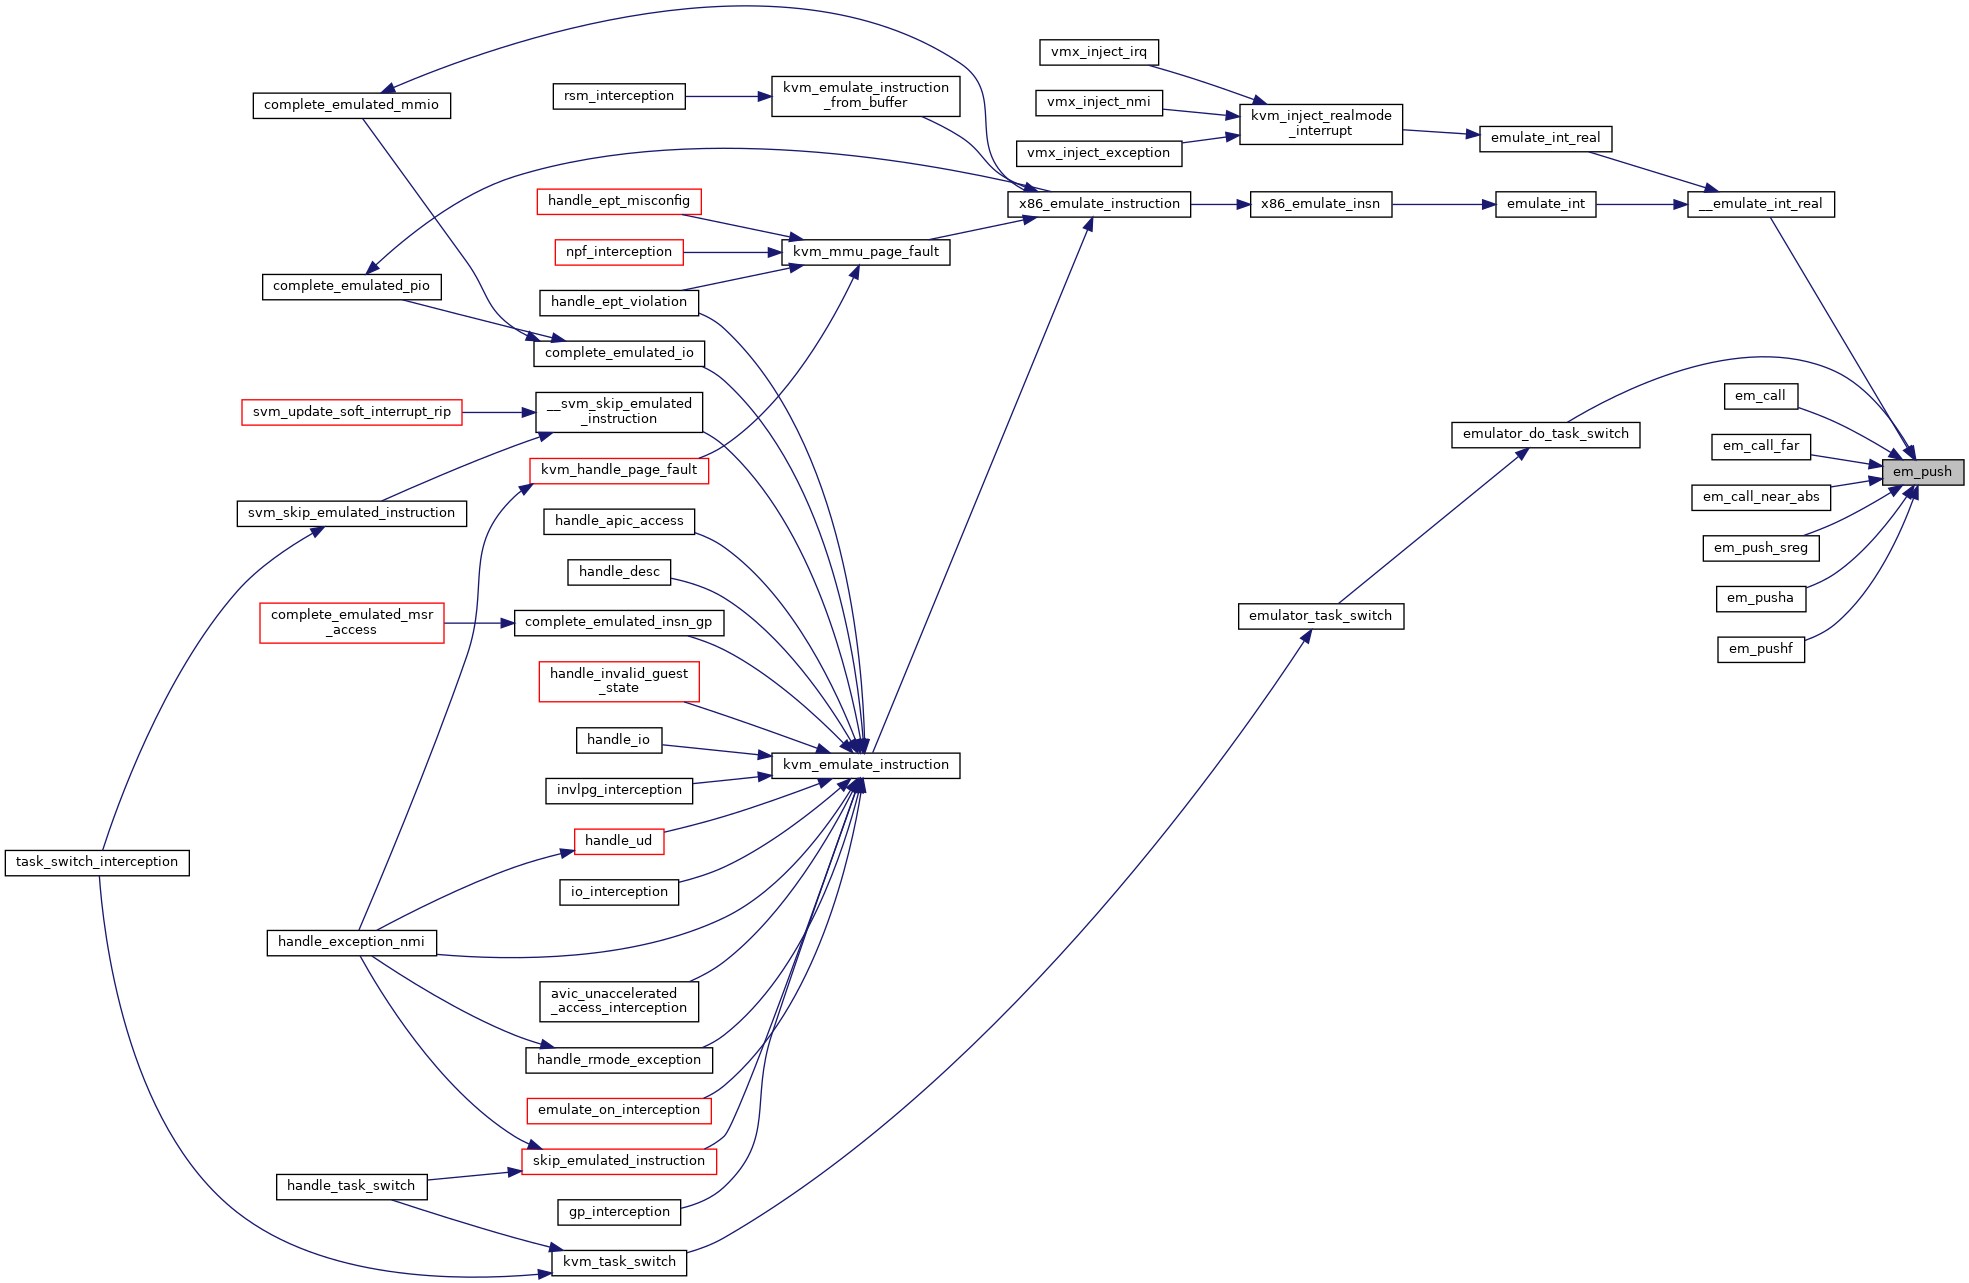 vmx_inject_irq
complete_emulated_mmio
rsm_interception
kvm_emulate_instruction
_from_buffer
vmx_inject_nmi
kvm_inject_realmode
_interrupt
emulate_int_real
vmx_inject_exception
handle_ept_misconfig
x86_emulate_instruction
x86_emulate_insn
emulate_int
__emulate_int_real
npf_interception
kvm_mmu_page_fault
complete_emulated_pio
handle_ept_violation
complete_emulated_io
svm_update_soft_interrupt_rip
__svm_skip_emulated
_instruction
em_call
emulator_do_task_switch
em_call_far
kvm_handle_page_fault
em_push
em_call_near_abs
svm_skip_emulated_instruction
handle_apic_access
em_push_sreg
handle_desc
em_pusha
complete_emulated_msr
_access
complete_emulated_insn_gp
emulator_task_switch
em_pushf
handle_invalid_guest
_state
handle_io
kvm_emulate_instruction
invlpg_interception
handle_ud
task_switch_interception
io_interception
handle_exception_nmi
avic_unaccelerated
_access_interception
handle_rmode_exception
emulate_on_interception
skip_emulated_instruction
handle_task_switch
gp_interception
kvm_task_switch